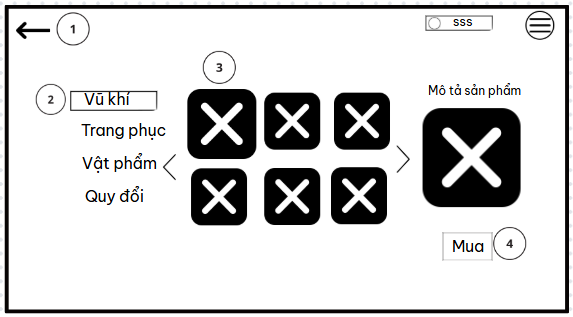 1
sss
3
Mô tả sản phẩm
2
Vũ khí
Trang phục
Vật phẩm
Quy đổi
Mua
4